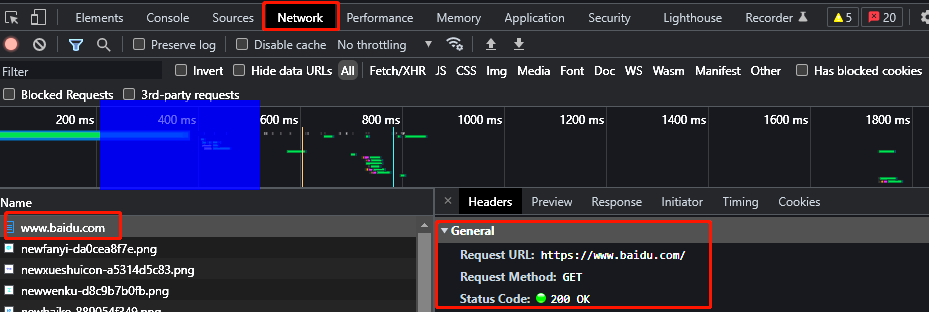 Elements Console Sources Network Performance Memory Application Security Lighthouse Recorder 5 20
Preserve log Disable cache No throttling
Filter Invert Hide data URLs All Fetch/XHR JS CSS Img Media Font Doc WS Wasm Manifest Other Has blocked cookies
Blocked Requests 3rd-party requests
200 ms 400 ms 600 ms 800 ms 1000 ms 1200 ms 1400 ms 1600 ms 1800 ms
Name × Headers Preview Response Initiator Timing Cookies
www.baidu.com
General
newfanyi-da0cea8f7e.png
Request URL: https://www.baidu.com/
newxueshuicon-a5314d5c83.png
Request Method: GET
newwenku-d8c9b7b0fb.png
Status Code: 200 OK